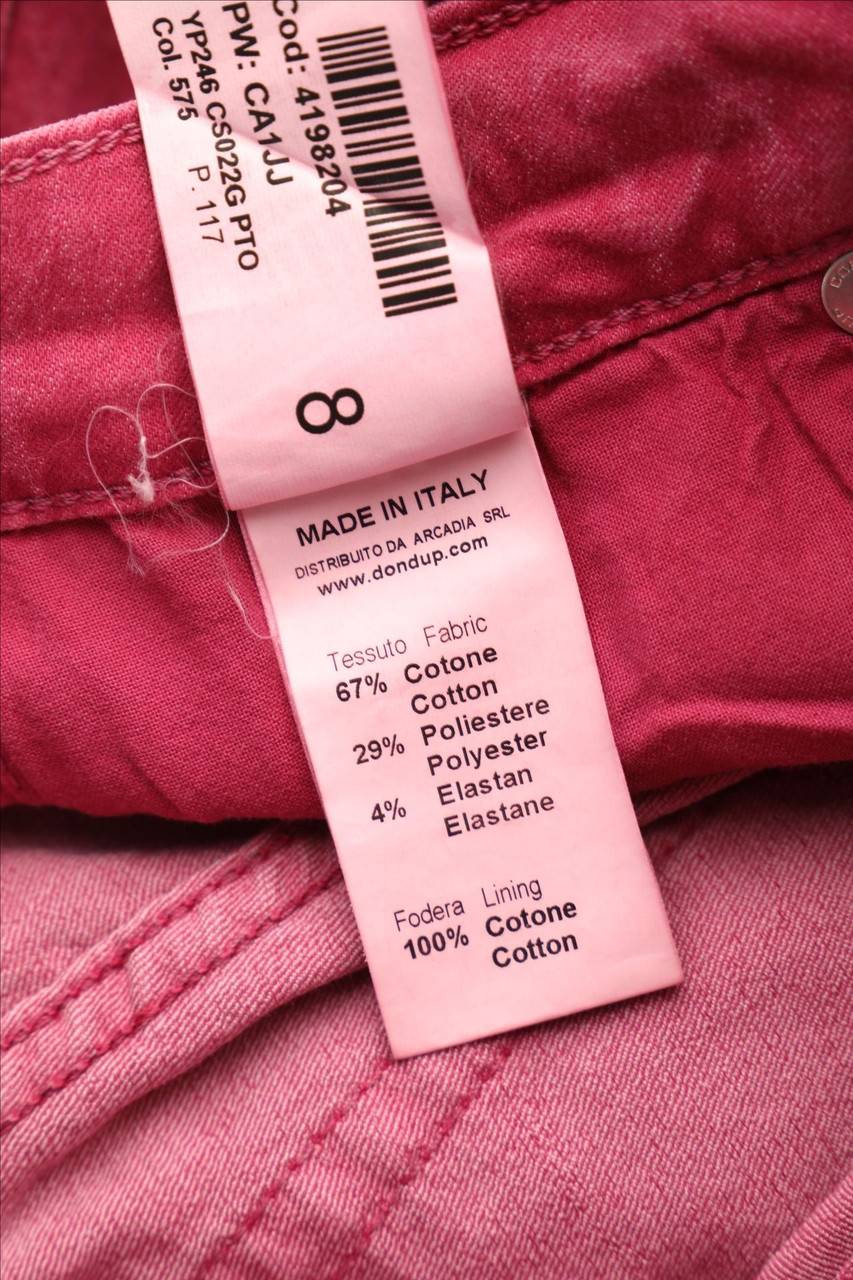 Cod: 4198204
PW: CA1JJ
YP246 CS022G PTO
Col. 575 P. 117
8
MADE IN ITALY
DISTRIBUITO DA ARCADIA SRL
www.dondup.com
Tessuto Fabric
67% Cotone
Cotton
29% Poliestere
Polyester
4% Elastan
Elastane
Fodera Lining
100% Cotone
Cotton